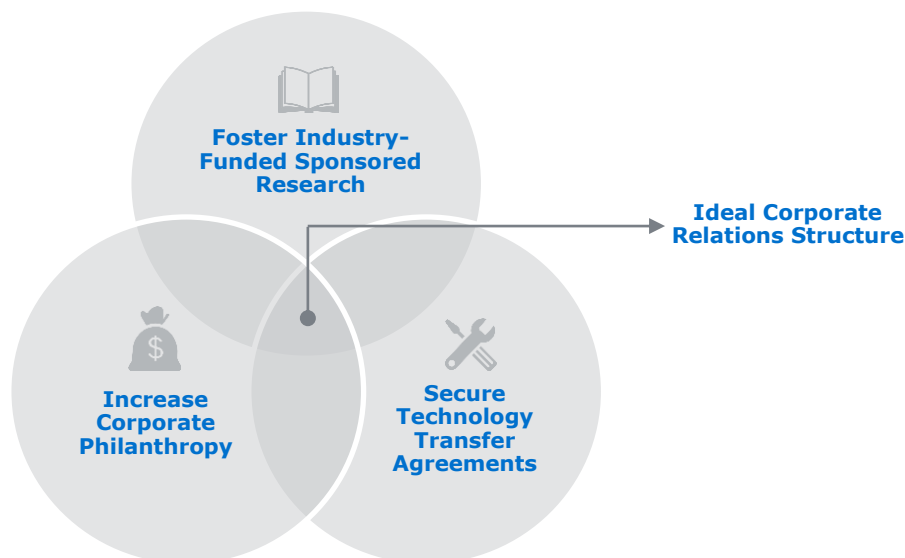 Foster Industry-
Funded Sponsored
Research
Ideal Corporate
Relations Structure
$
Increase
Corporate
Philanthropy
Secure
Technology
Transfer
Agreements